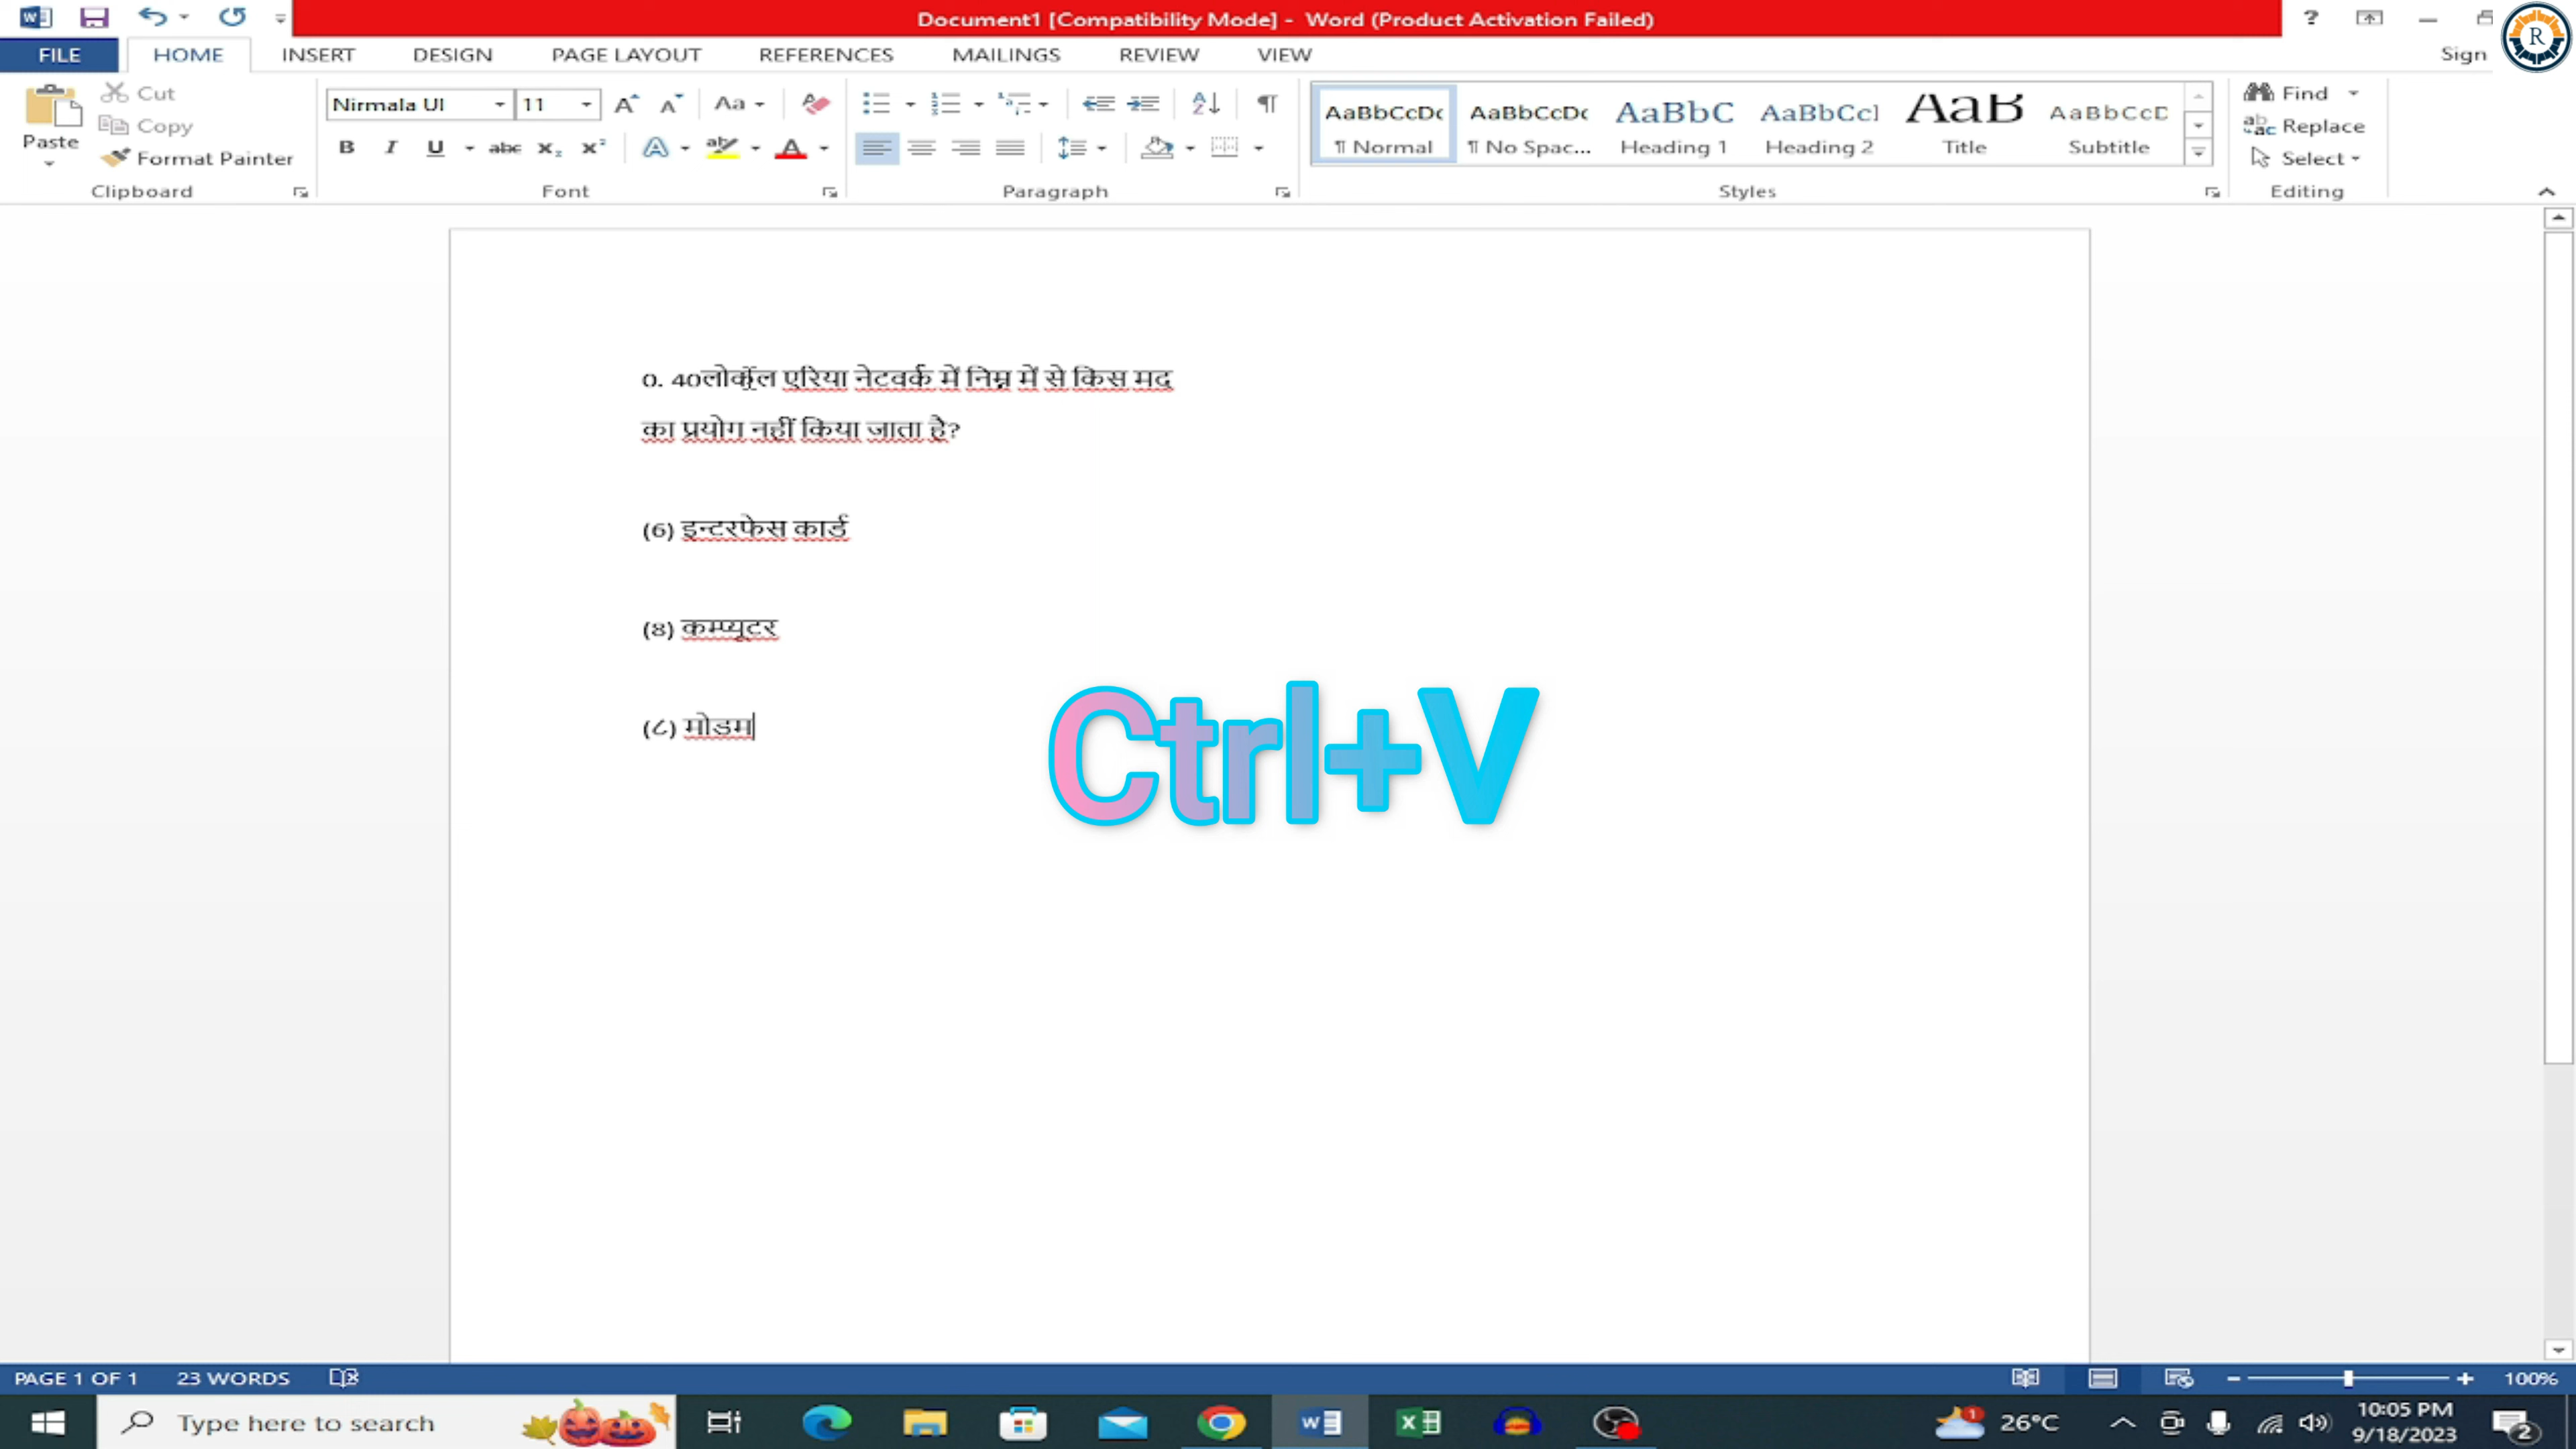 Document1 [Compatibility Mode] - Word (Product Activation Failed)
FILE HOME INSERT DESIGN PAGE LAYOUT REFERENCES MAILINGS REVIEW VIEW Sign
R
Paste
Cut
Copy
Format Painter
Clipboard
Nirmala UI 11
Font
Paragraph
AaBbCcDc AaBbCcDc AaBbC AaBbCcI AaB AaBbCcD
¶ Normal ¶ No Spac... Heading 1 Heading 2 Title Subtitle
Styles
Find
Replace
Select
Editing
0. 40लोकॅल एरिया नेटवर्क में निम्न में से किस मद
का प्रयोग नहीं किया जाता है?
(6) इन्टरफेस कार्ड
(8) कम्प्यूटर
(८) मोडम
Ctrl+V
PAGE 1 OF 1 23 WORDS 100%
Type here to search 26°C 10:05 PM
9/18/2023